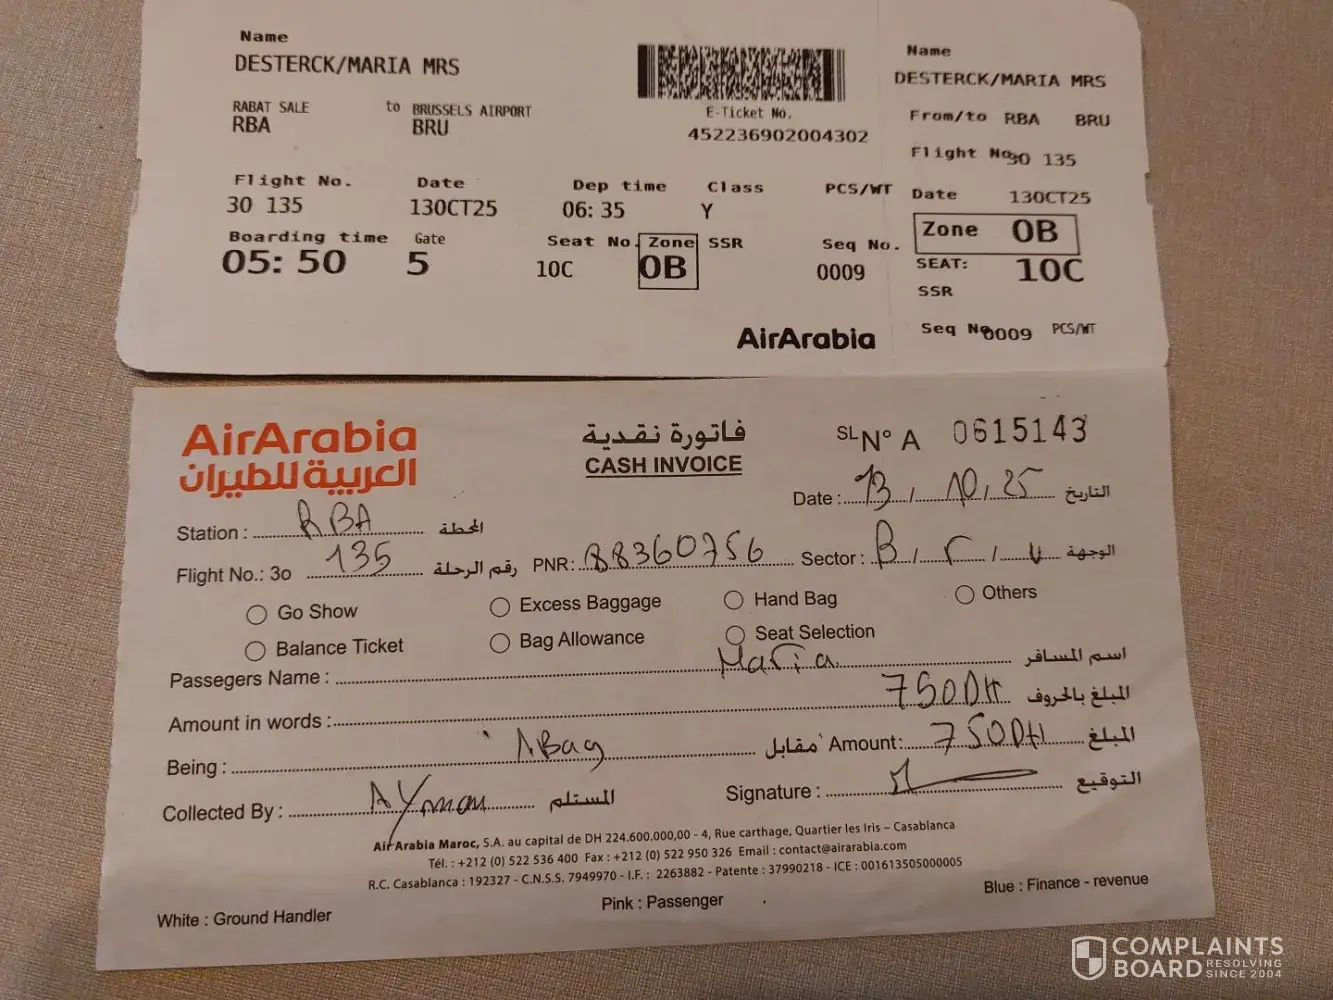 Name
DESTERCK/MARIA MRS
RABAT SALE to BRUSSELS AIRPORT
RBA BRU
E-Ticket No.
452236902004302
Flight No. Date Dep time Class PCS/WT
30 135 13OCT25 06:35 Y
Boarding time Gate Seat No. Zone SSR Seq No.
05:50 5 10C 0B 0009
AirArabia
Name
DESTERCK/MARIA MRS
From/to RBA BRU
Flight No 30 135
Date 13OCT25
Zone 0B
SEAT: 10C
SSR
Seq No 0009 PCS/WT
AirArabia
العربية للطيران
فاتورة نقدية
CASH INVOICE
SL N° A 0615143
Date : 13 / 10 / 25 التاريخ
Station : RBA المحطة
Flight No.: 3o 135 رقم الرحلة PNR: 88360756 Sector : B / r / u الوجهة
Go Show Excess Baggage Hand Bag Others
Balance Ticket Bag Allowance Seat Selection
Passegers Name : Maria اسم المسافر
Amount in words : 750DH المبلغ بالحروف
Being : 1Bag مقابل Amount: 750DH المبلغ
Collected By : AYman المستلم Signature : التوقيع
Air Arabia Maroc, S.A. au capital de DH 224.600.000,00 - 4, Rue carthage, Quartier les Iris – Casablanca
Tél. : +212 (0) 522 536 400 Fax : +212 (0) 522 950 326 Email : contact@airarabia.com
R.C. Casablanca : 192327 - C.N.S.S. 7949970 - I.F. : 2263882 - Patente : 37990218 - ICE : 001613505000005
White : Ground Handler Pink : Passenger Blue : Finance - revenue
COMPLAINTS
BOARD RESOLVING
SINCE 2004